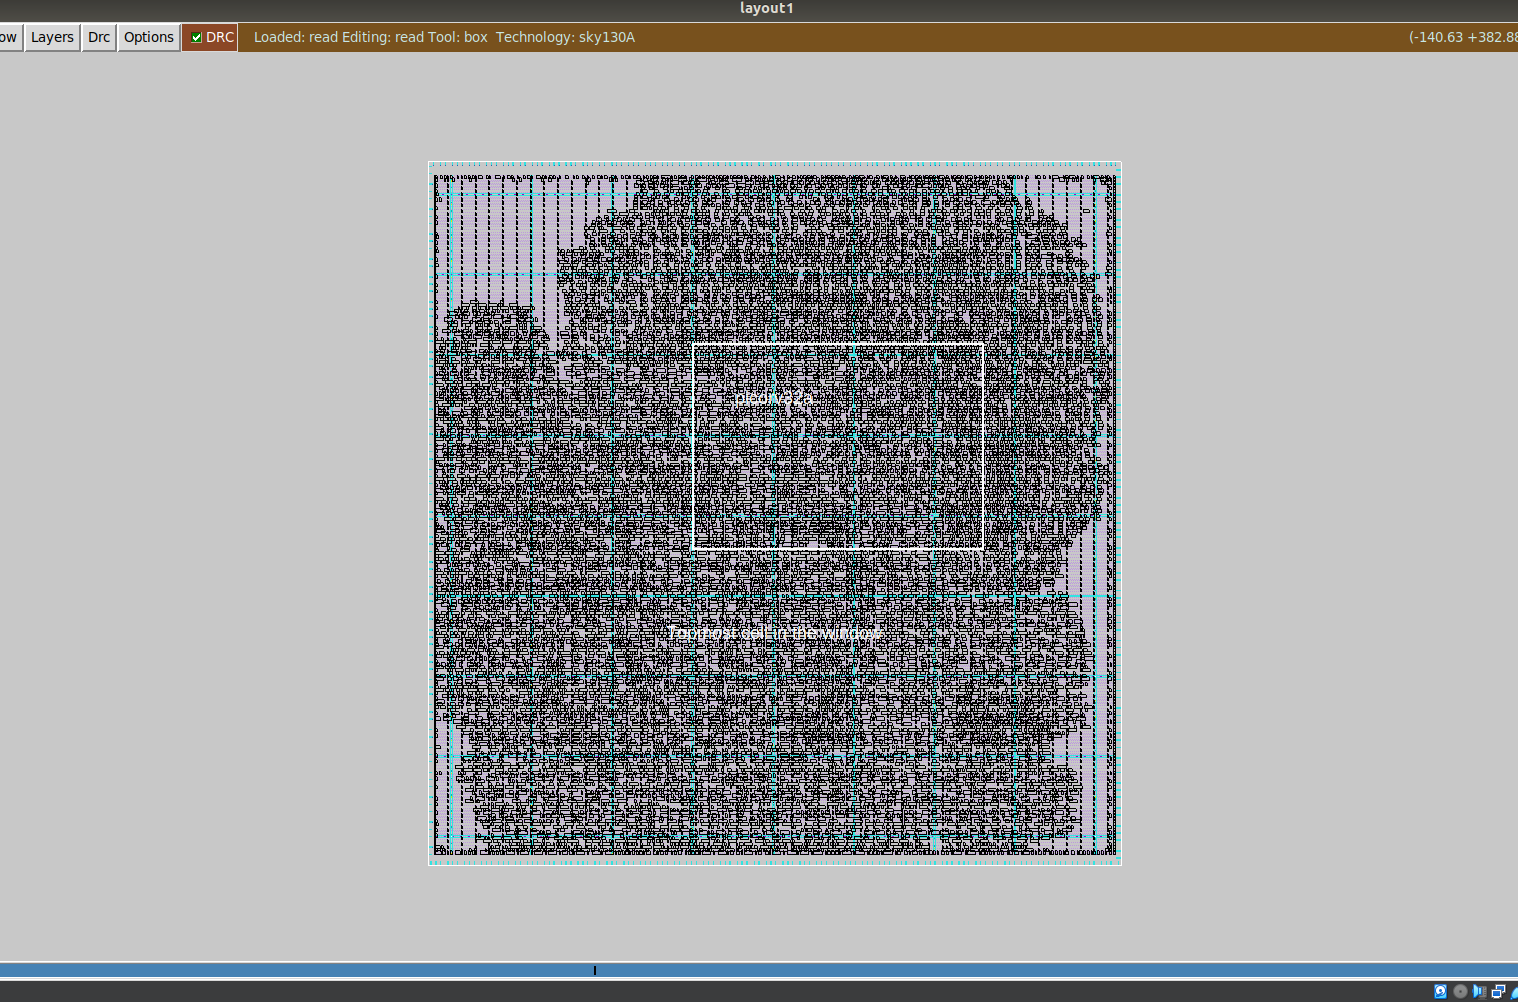 layout1
ow Layers Drc Options DRC Loaded: read Editing: read Tool: box Technology: sky130A (-140.63 +382.88
Topmost cell in the window